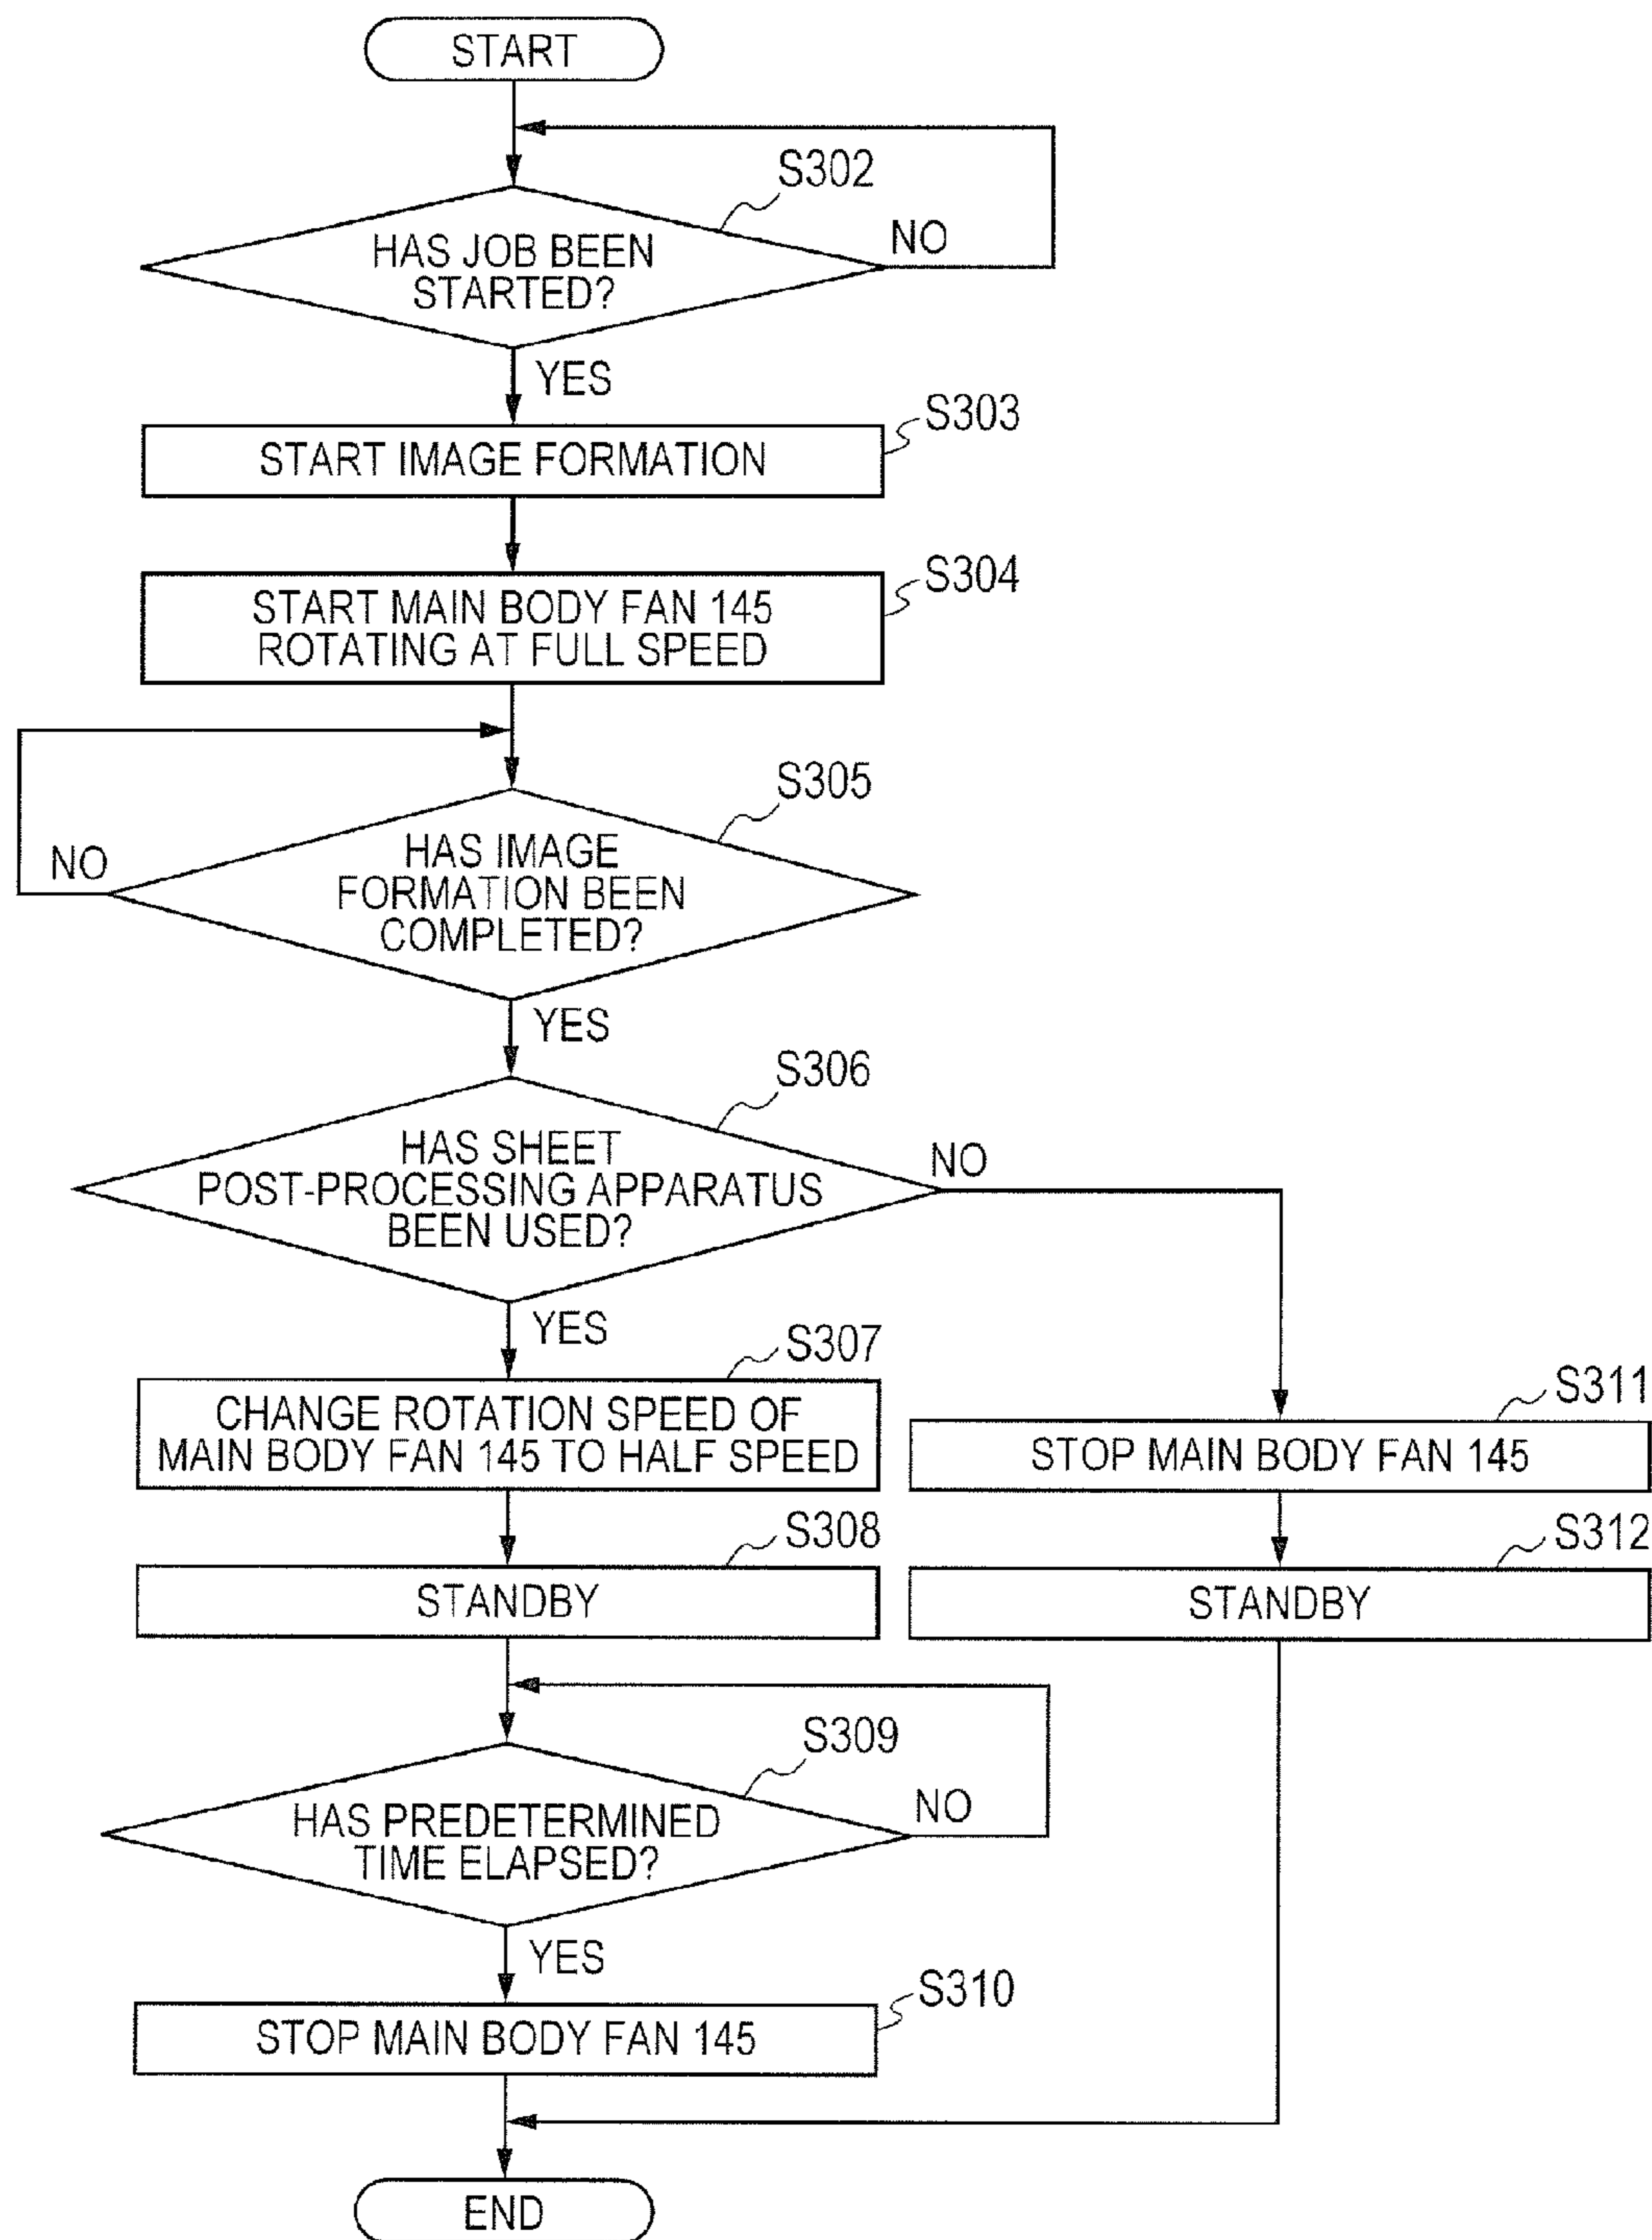 START
S302
HAS JOB BEEN
STARTED?
NO
YES
S303
START IMAGE FORMATION
S304
START MAIN BODY FAN 145
ROTATING AT FULL SPEED
S305
HAS IMAGE
FORMATION BEEN
COMPLETED?
NO
YES
S306
HAS SHEET
POST-PROCESSING APPARATUS
BEEN USED?
NO
YES
S307
CHANGE ROTATION SPEED OF
MAIN BODY FAN 145 TO HALF SPEED
S311
STOP MAIN BODY FAN 145
S308
STANDBY
S312
STANDBY
S309
HAS PREDETERMINED
TIME ELAPSED?
NO
YES
S310
STOP MAIN BODY FAN 145
END